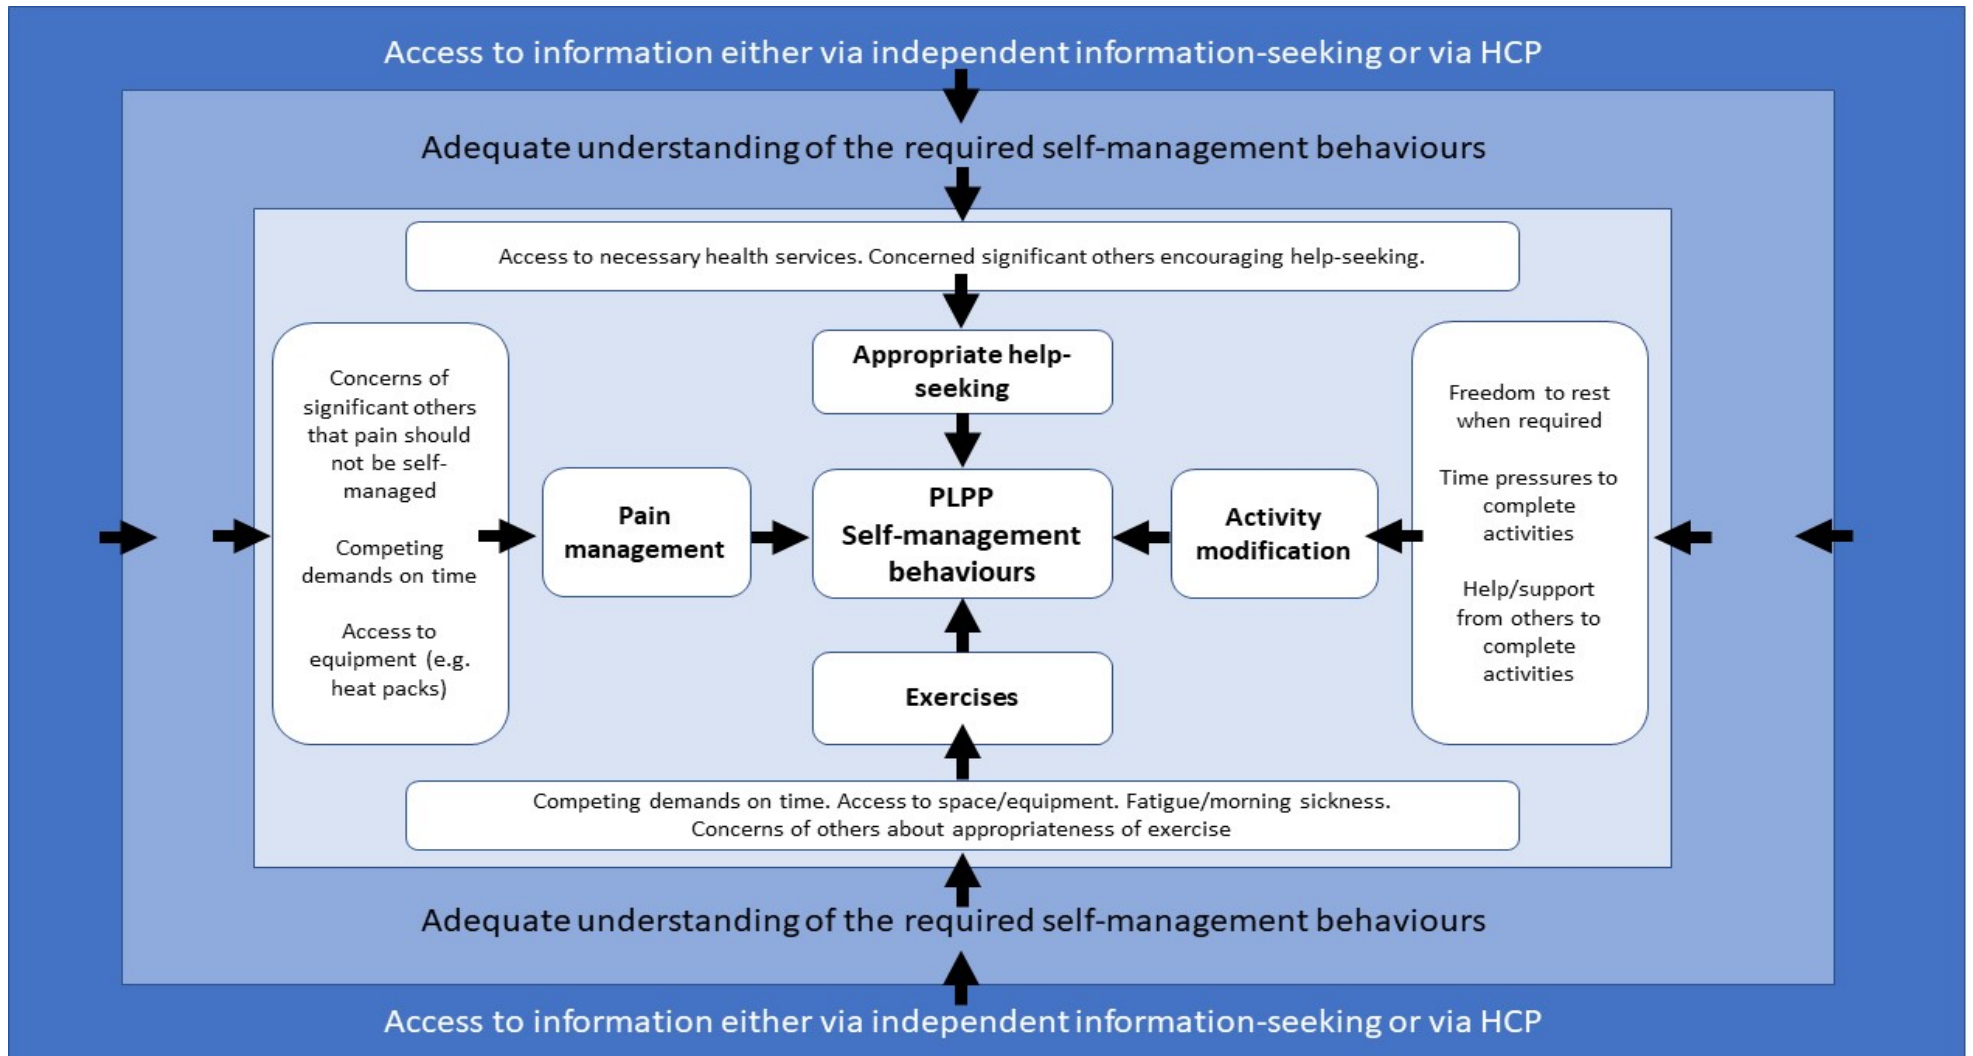 Access to information either via independent information-seeking or via HCP
Adequate understanding of the required self-management behaviours
Access to necessary health services. Concerned significant others encouraging help-seeking.
Appropriate help-
seeking
Concerns of
significant others
that pain should
not be self-
managed
Competing
demands on time
Access to
equipment (e.g.
heat packs)
Pain
management
PLPP
Self-management
behaviours
Activity
modification
Freedom to rest
when required
Time pressures to
complete
activities
Help/support
from others to
complete
activities
Exercises
Competing demands on time. Access to space/equipment. Fatigue/morning sickness.
Concerns of others about appropriateness of exercise
Adequate understanding of the required self-management behaviours
Access to information either via independent information-seeking or via HCP